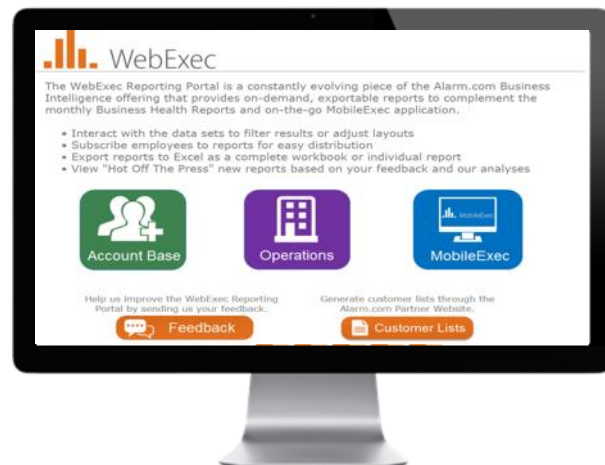 WebExec
The WebExec Reporting Portal is a constantly evolving piece of the Alarm.com Business
Intelligence offering that provides on-demand, exportable reports to complement the
monthly Business Health Reports and on-the-go MobileExec application.
• Interact with the data sets to filter results or adjust layouts
• Subscribe employees to reports for easy distribution
• Export reports to Excel as a complete workbook or individual report
• View "Hot Off The Press" new reports based on your feedback and our analyses
MobileExec
Account Base
Operations
MobileExec
Help us improve the WebExec Reporting
Portal by sending us your feedback.
Generate customer lists through the
Alarm.com Partner Website.
Feedback
Customer Lists